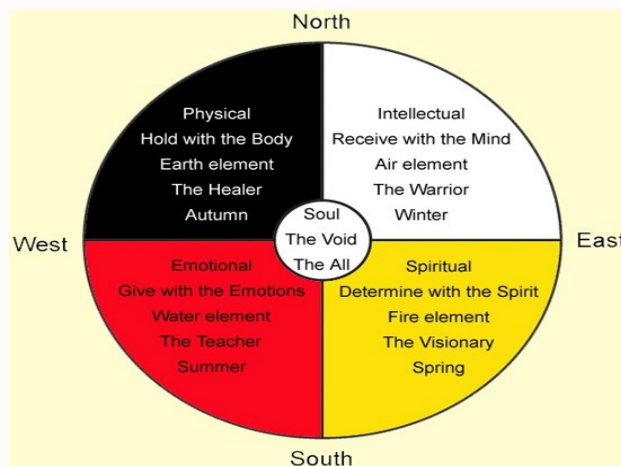 North
Physical
Hold with the Body
Earth element
The Healer
Autumn
Intellectual
Receive with the Mind
Air element
The Warrior
Winter
West
Soul
The Void
The All
East
Emotional
Give with the Emotions
Water element
The Teacher
Summer
Spiritual
Determine with the Spirit
Fire element
The Visionary
Spring
South